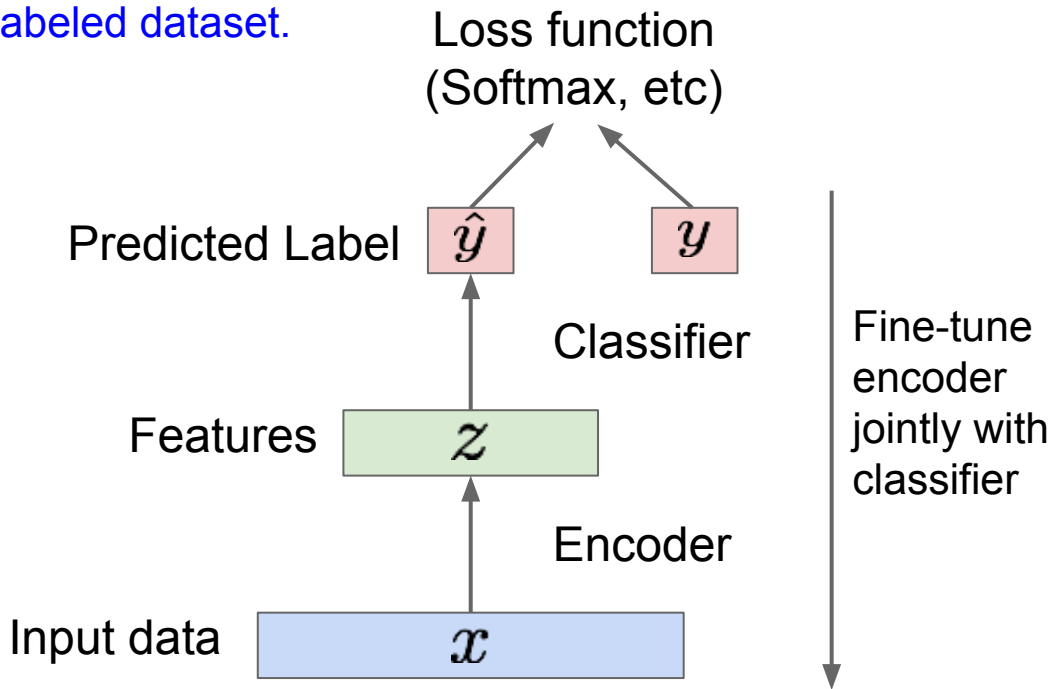 abeled dataset.
Loss function
(Softmax, etc)
Predicted Label
ŷ
y
Classifier
Fine-tune
encoder
jointly with
classifier
Features
z
Encoder
Input data
x